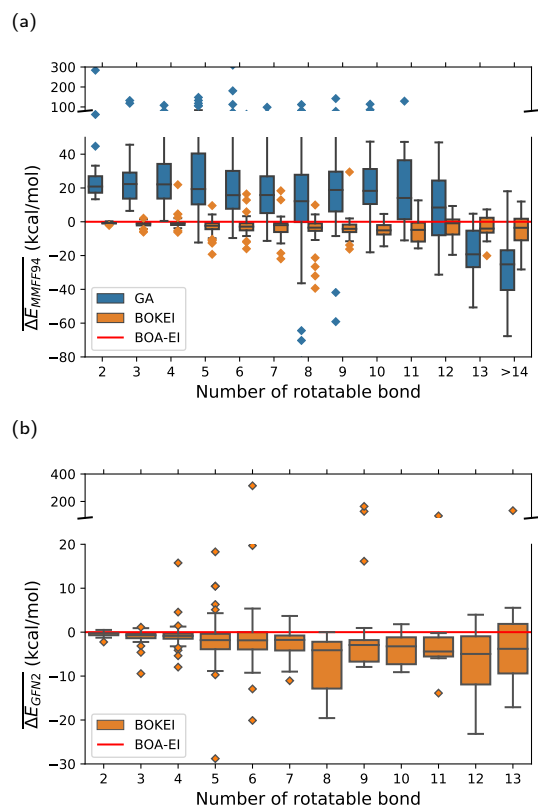 (a)
300
200
100
40
20
0
−20
−40
−60
−80
ΔE_MMFF94 (kcal/mol)
GA
BOKEI
BOA-EI
2 3 4 5 6 7 8 9 10 11 12 13 >14
Number of rotatable bond
(b)
400
200
20
10
0
−10
−20
−30
ΔE_GFN2 (kcal/mol)
BOKEI
BOA-EI
2 3 4 5 6 7 8 9 10 11 12 13
Number of rotatable bond